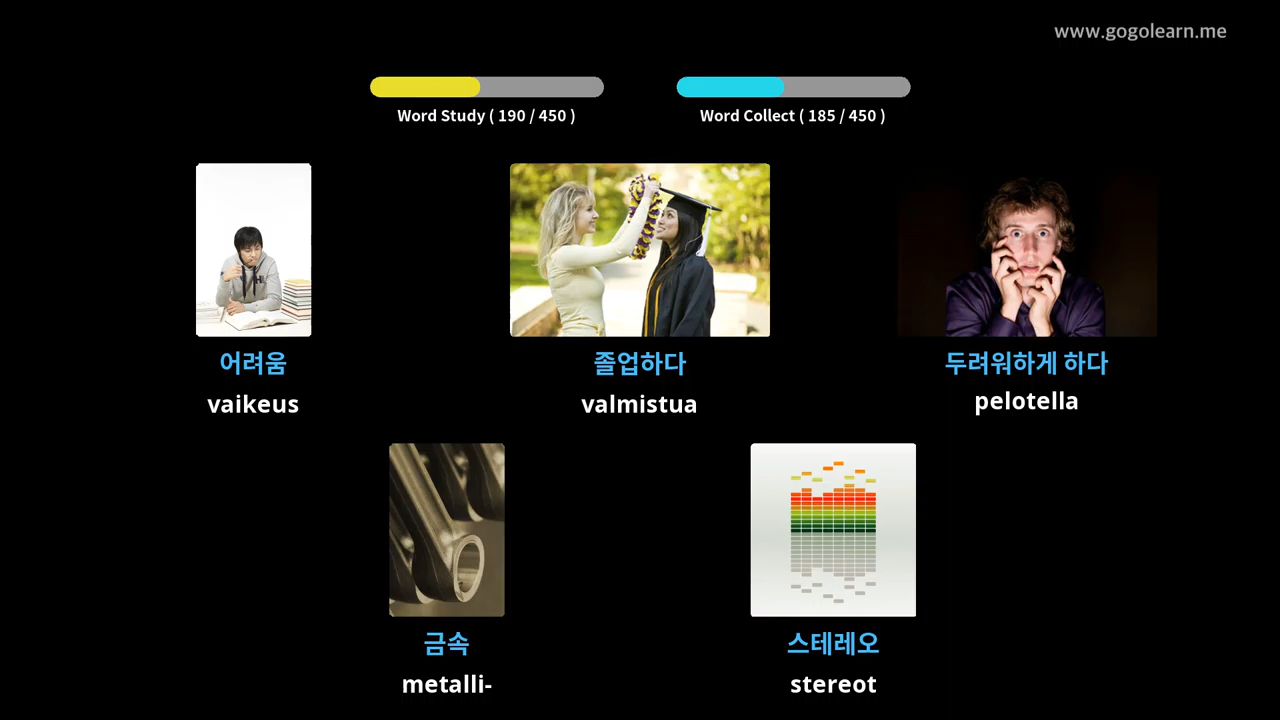 www.gogolearn.me
Word Study ( 190 / 450 )
Word Collect ( 185 / 450 )
어려움
vaikeus
졸업하다
valmistua
두려워하게 하다
pelotella
금속
metalli-
스테레오
stereot